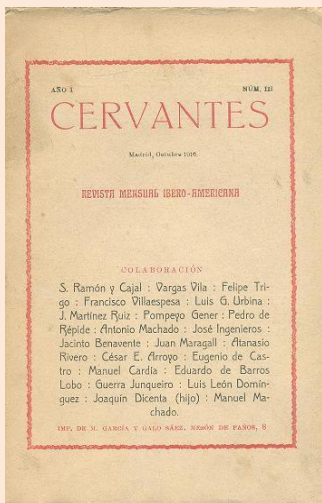 AÑO I NÚM. III
CERVANTES
Madrid, Octubre 1916.
REVISTA MENSUAL IBERO-AMERICANA
COLABORACIÓN
S. Ramón y Cajal : Vargas Vila : Felipe Tri-
go : Francisco Villaespesa : Luis G. Urbina :
J. Martínez Ruiz : Pompeyo Gener : Pedro de
Répide : Antonio Machado : José Ingenieros :
Jacinto Benavente : Juan Maragall : Atanasio
Rivero : César E. Arroyo : Eugenio de Cas-
tro : Manuel Cardia : Eduardo de Barros
Lobo : Guerra Junqueiro : Luis León Domín-
guez : Joaquín Dicenta (hijo) : Manuel Ma-
chado.
IMP. DE M. GARCÍA Y GALO SÁEZ, MESÓN DE PAÑOS, 8